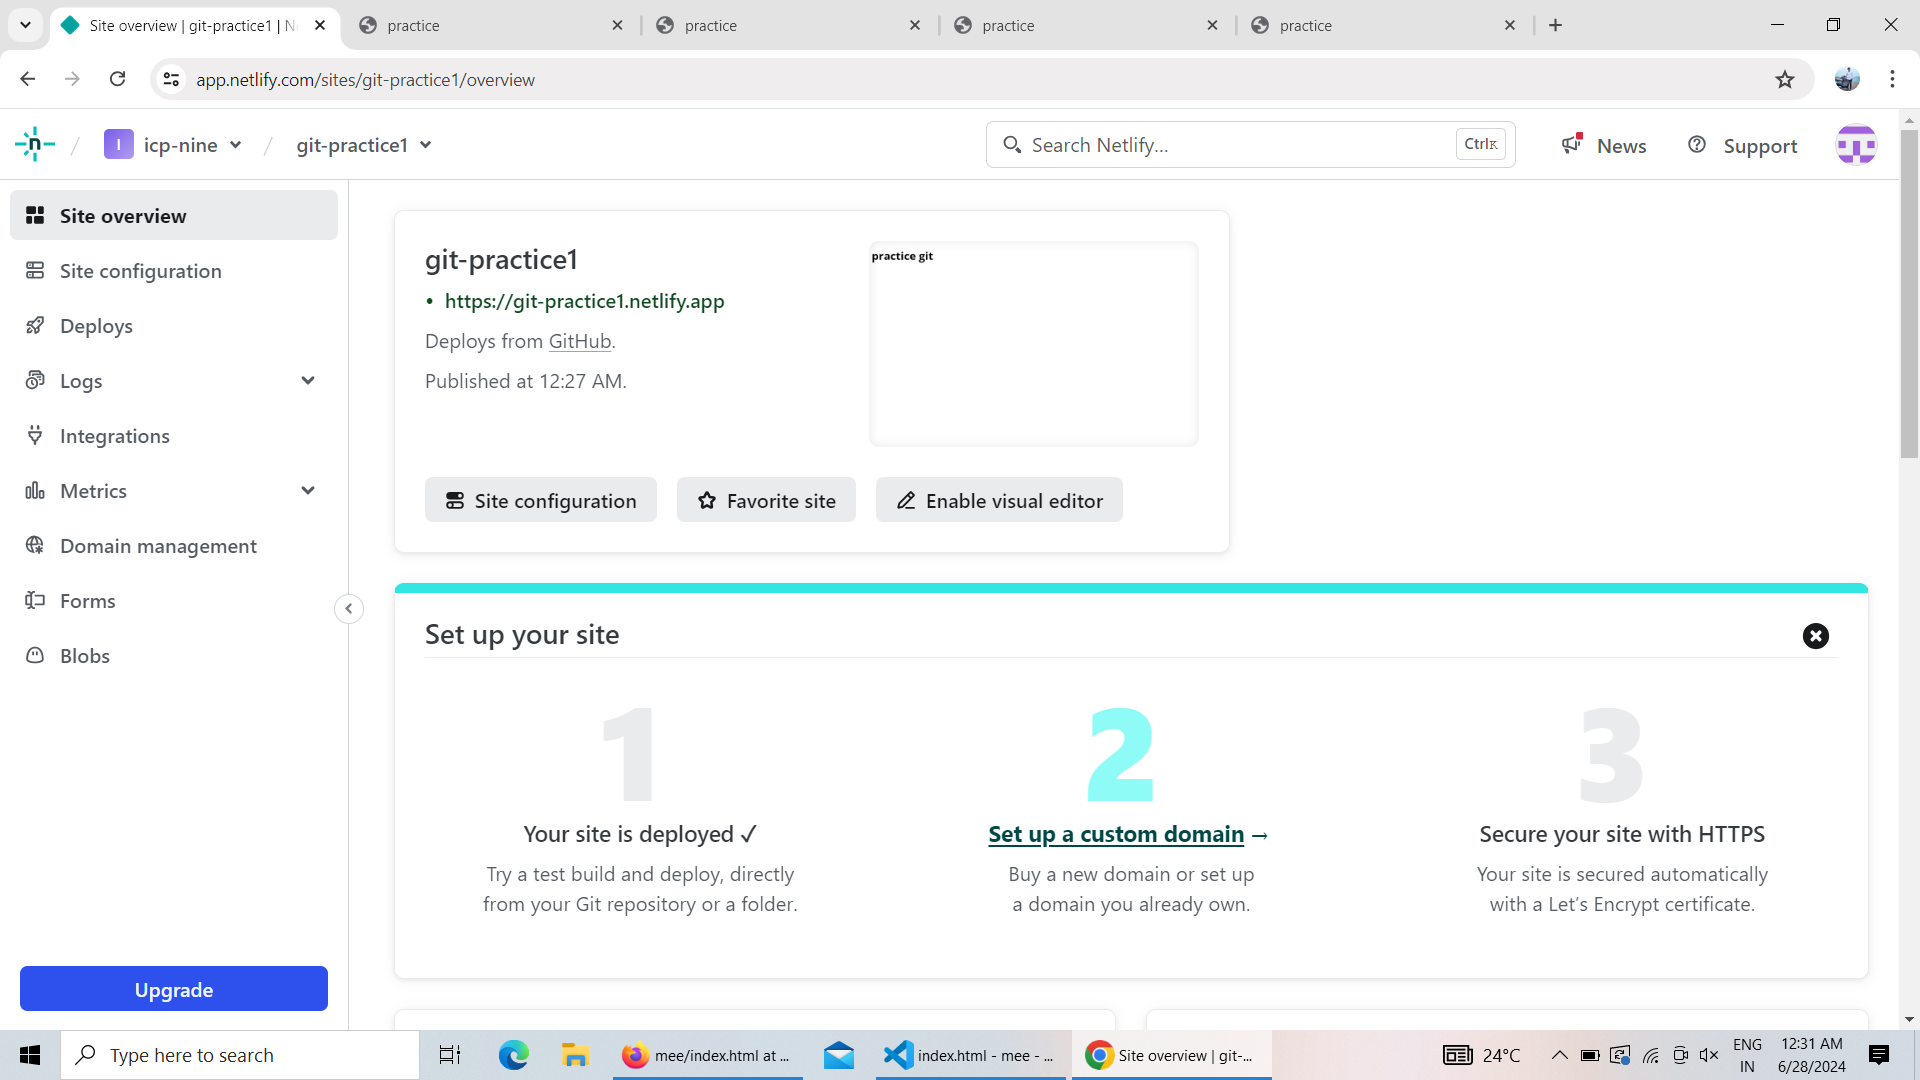 Site overview | git-practice1 | N
practice
practice
practice
practice
app.netlify.com/sites/git-practice1/overview
n
I
icp-nine
git-practice1
Search Netlify...
Ctrl K
News
Support
Site overview
Site configuration
Deploys
Logs
Integrations
Metrics
Domain management
Forms
Blobs
Upgrade
git-practice1
• https://git-practice1.netlify.app
Deploys from GitHub.
Published at 12:27 AM.
practice git
Site configuration
Favorite site
Enable visual editor
Set up your site
1
Your site is deployed ✓
Try a test build and deploy, directly
from your Git repository or a folder.
2
Set up a custom domain →
Buy a new domain or set up
a domain you already own.
3
Secure your site with HTTPS
Your site is secured automatically
with a Let’s Encrypt certificate.
Type here to search
mee/index.html at ...
index.html - mee - ...
Site overview | git-...
24°C
ENG
IN
12:31 AM
6/28/2024